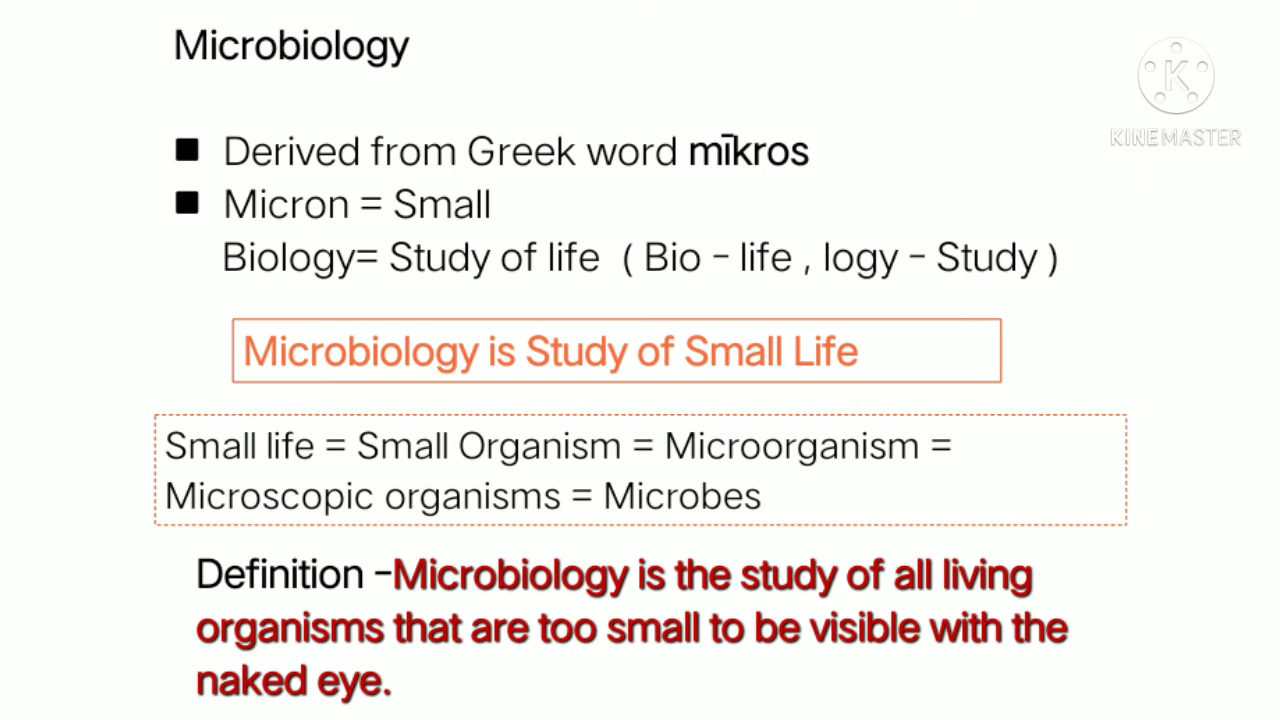 Microbiology
KINEMASTER
■ Derived from Greek word mīkros
■ Micron = Small
Biology= Study of life ( Bio - life , logy - Study )
Microbiology is Study of Small Life
Small life = Small Organism = Microorganism =
Microscopic organisms = Microbes
Definition -Microbiology is the study of all living
organisms that are too small to be visible with the
naked eye.